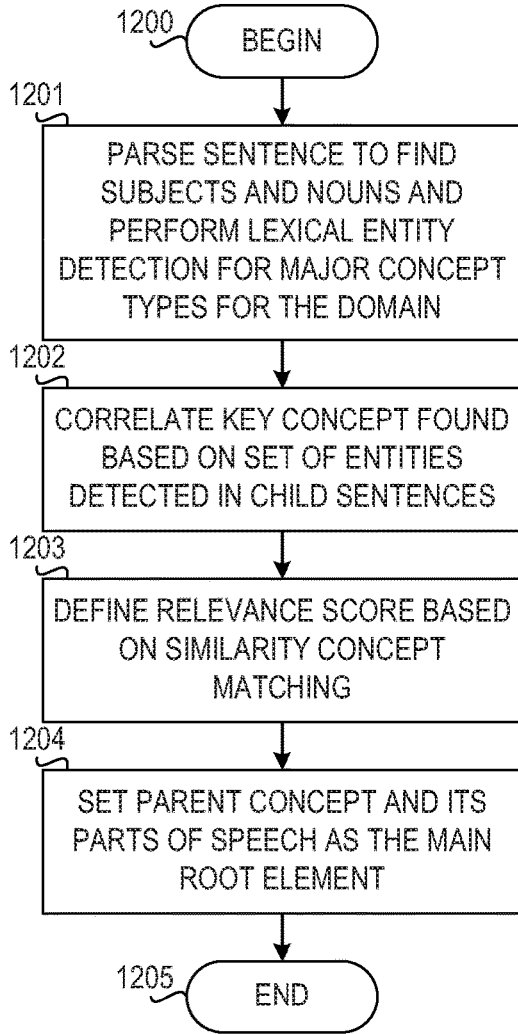 1200
BEGIN
1201
PARSE SENTENCE TO FIND
SUBJECTS AND NOUNS AND
PERFORM LEXICAL ENTITY
DETECTION FOR MAJOR CONCEPT
TYPES FOR THE DOMAIN
1202
CORRELATE KEY CONCEPT FOUND
BASED ON SET OF ENTITIES
DETECTED IN CHILD SENTENCES
1203
DEFINE RELEVANCE SCORE BASED
ON SIMILARITY CONCEPT
MATCHING
1204
SET PARENT CONCEPT AND ITS
PARTS OF SPEECH AS THE MAIN
ROOT ELEMENT
1205
END